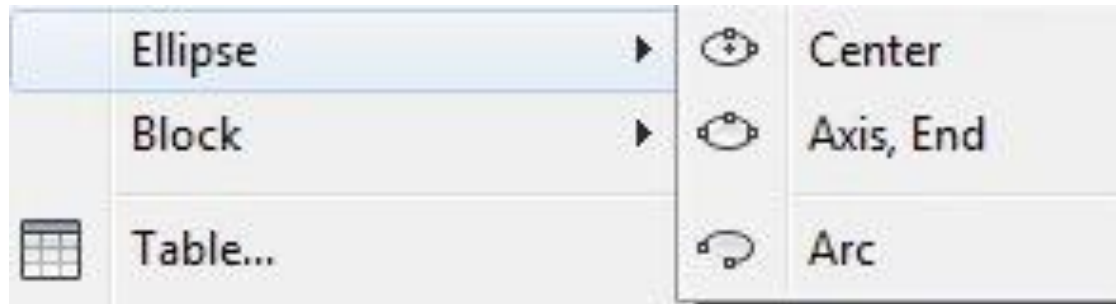 Ellipse
Block
Table...
Center
Axis, End
Arc